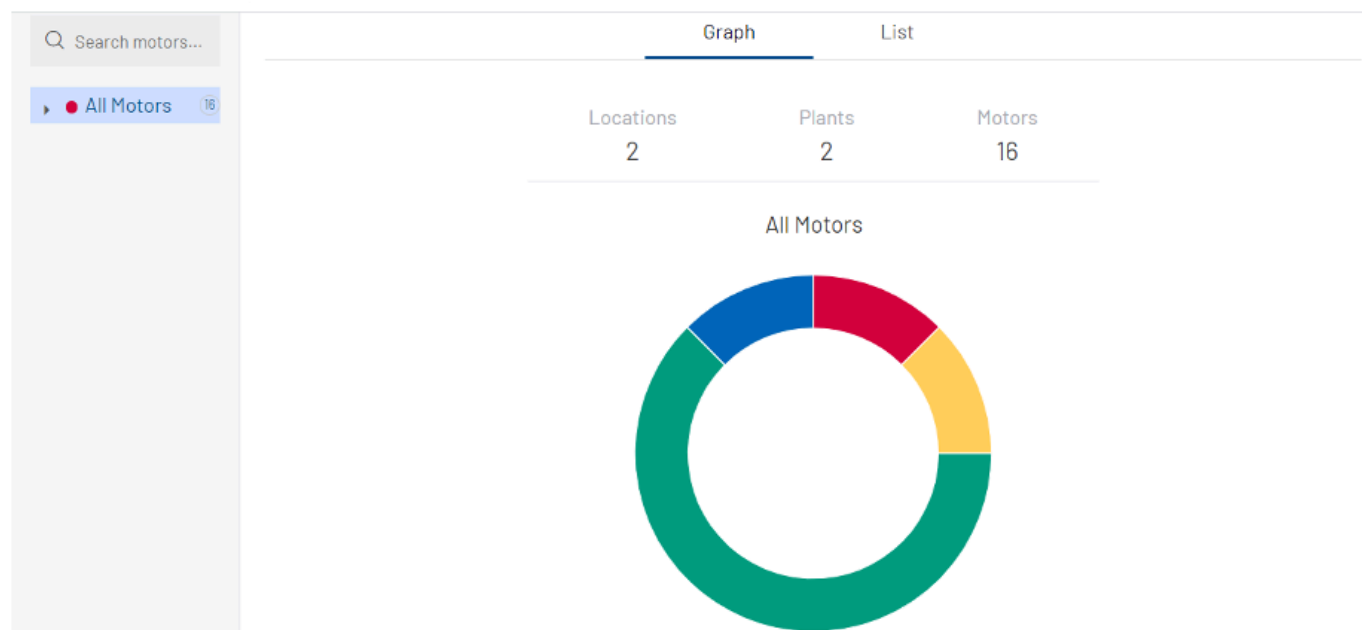 Search motors...
All Motors 16
Graph List
Locations Plants Motors
2 2 16
All Motors